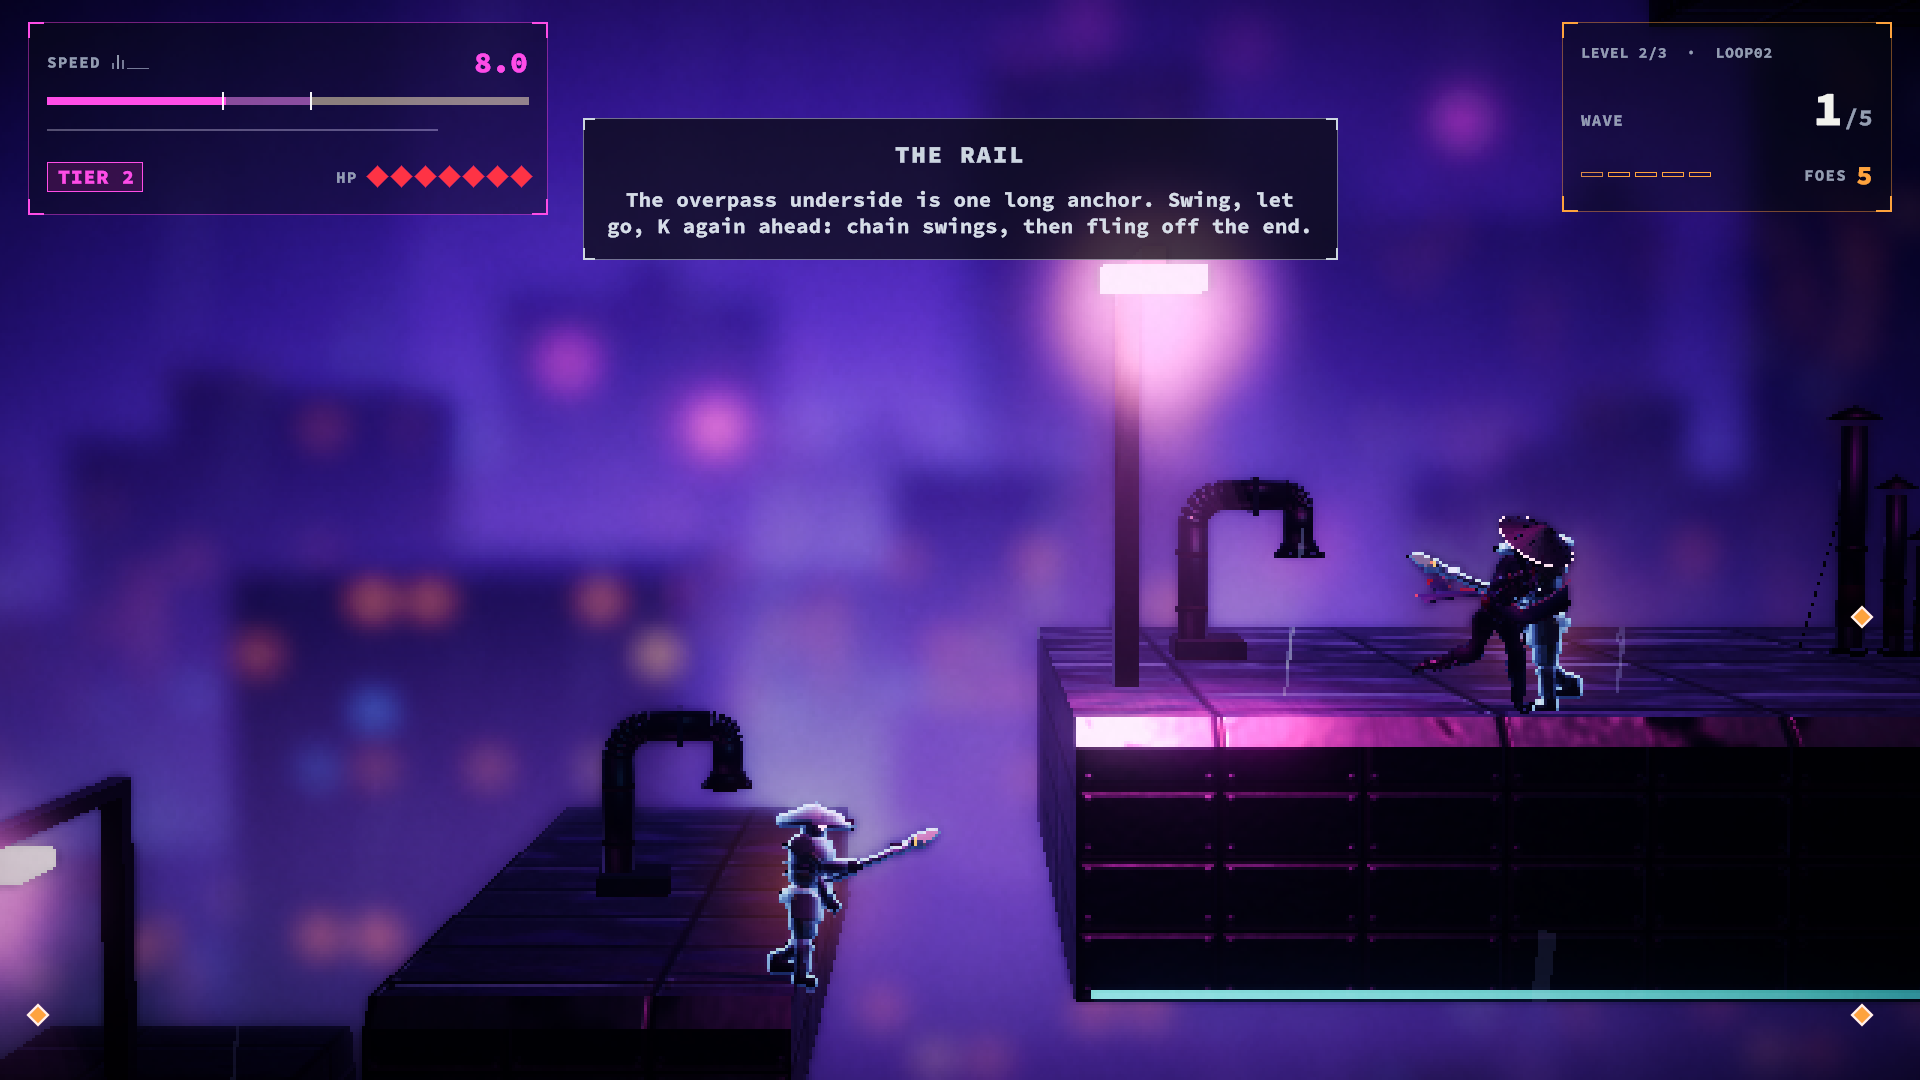 SPEED 8.0
TIER 2 HP
THE RAIL
The overpass underside is one long anchor. Swing, let
go, K again ahead: chain swings, then fling off the end.
LEVEL 2/3 • LOOP02
WAVE 1/5
FOES 5